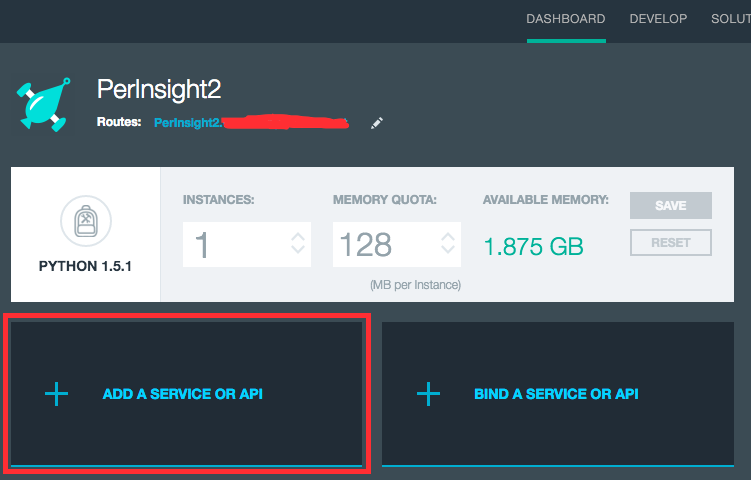 DASHBOARD DEVELOP SOLUT
PerInsight2
Routes: PerInsight2.
INSTANCES: MEMORY QUOTA: AVAILABLE MEMORY: SAVE
1 128 1.875 GB RESET
PYTHON 1.5.1
(MB per Instance)
ADD A SERVICE OR API BIND A SERVICE OR API